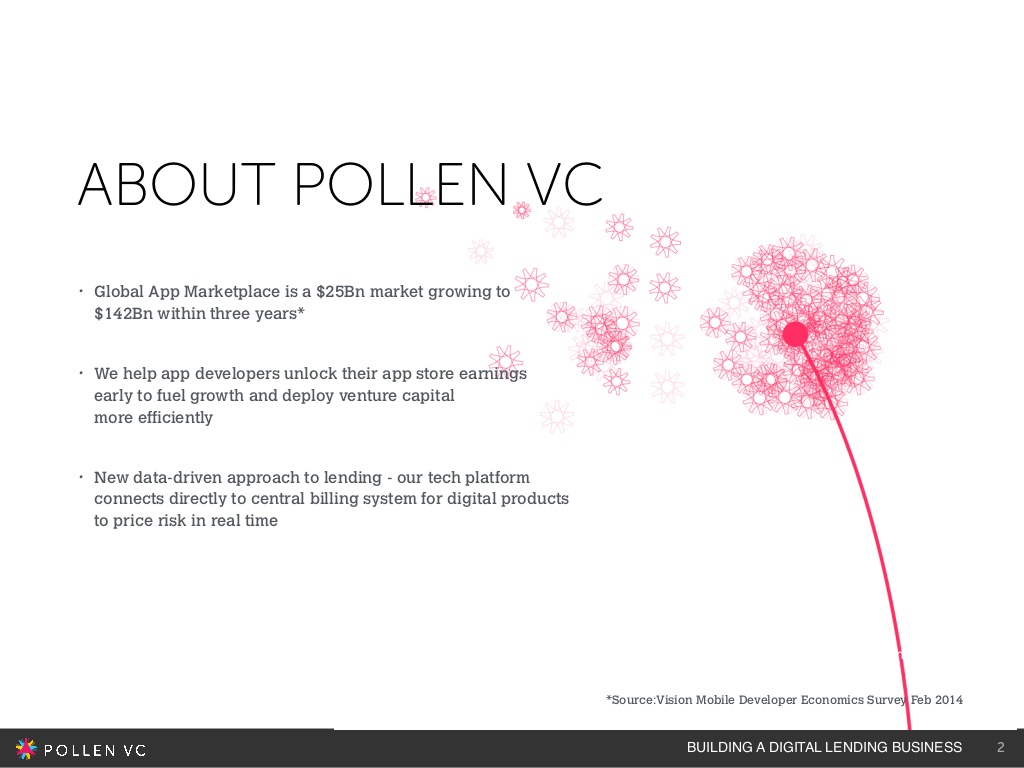 ABOUT POLLEN VC
· Global App Marketplace is a $25Bn market growing to
$142Bn within three years*
· We help app developers unlock their app store earnings
early to fuel growth and deploy venture capital
more efficiently
· New data-driven approach to lending - our tech platform
connects directly to central billing system for digital products
to price risk in real time
*Source:Vision Mobile Developer Economics Survey Feb 2014
POLLEN VC
BUILDING A DIGITAL LENDING BUSINESS 2